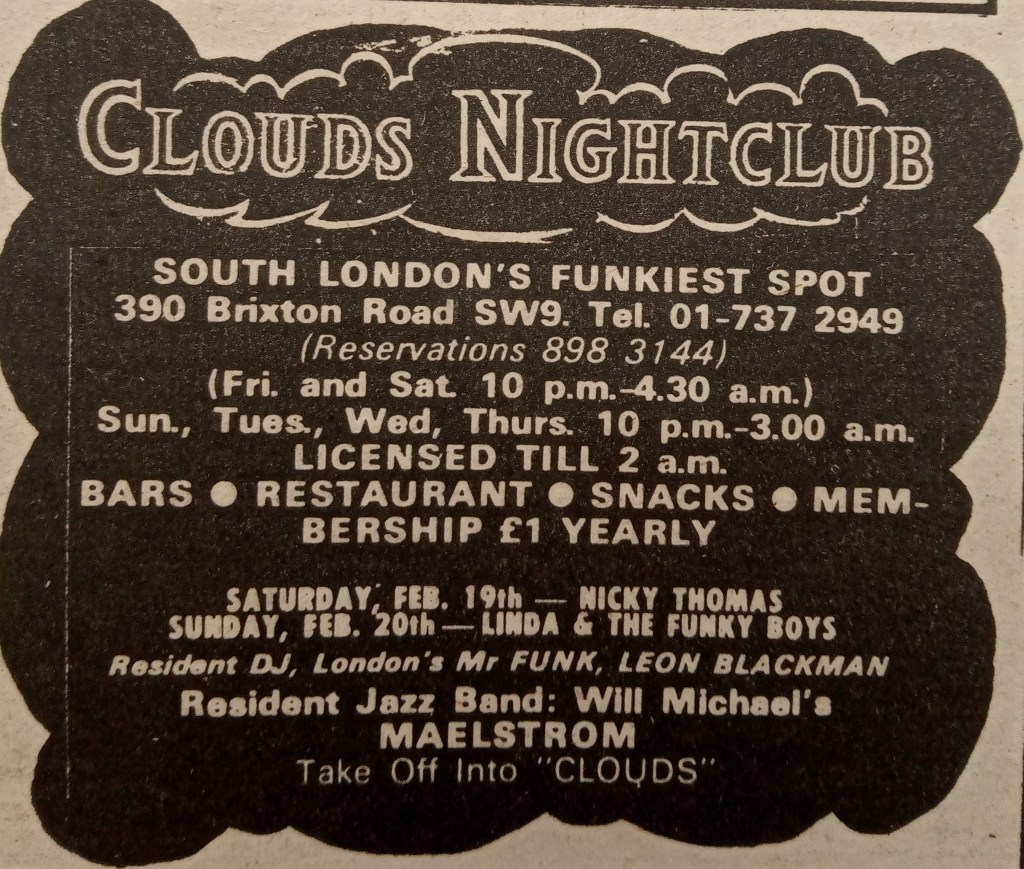 CLOUDS NIGHTCLUB
SOUTH LONDON'S FUNKIEST SPOT
390 Brixton Road SW9. Tel. 01-737 2949
(Reservations 898 3144)
(Fri. and Sat. 10 p.m.-4.30 a.m.)
Sun., Tues., Wed, Thurs. 10 p.m.-3.00 a.m.
LICENSED TILL 2 a.m.
BARS ● RESTAURANT ● SNACKS ● MEM-
BERSHIP £1 YEARLY
SATURDAY, FEB. 19th — NICKY THOMAS
SUNDAY, FEB. 20th — LINDA & THE FUNKY BOYS
Resident DJ, London's Mr FUNK, LEON BLACKMAN
Resident Jazz Band: Will Michael's
MAELSTROM
Take Off Into "CLOUDS"